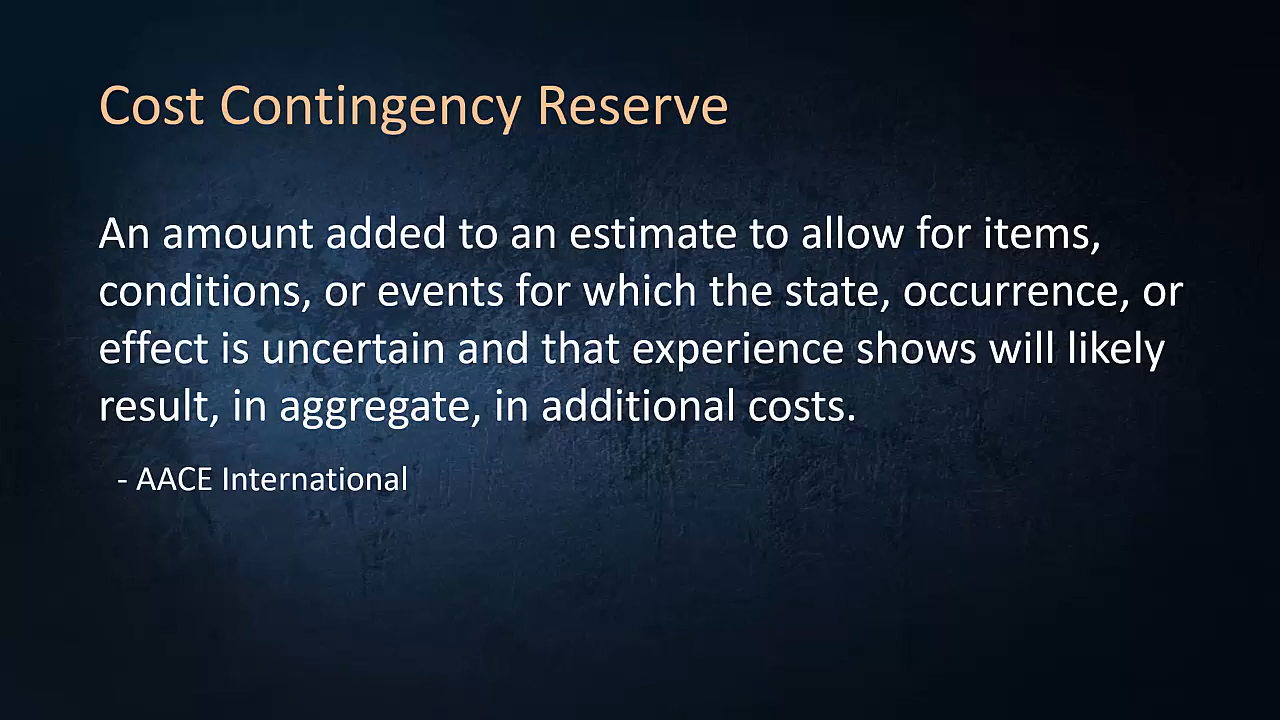 Cost Contingency Reserve
An amount added to an estimate to allow for items,
conditions, or events for which the state, occurrence, or
effect is uncertain and that experience shows will likely
result, in aggregate, in additional costs.
- AACE International